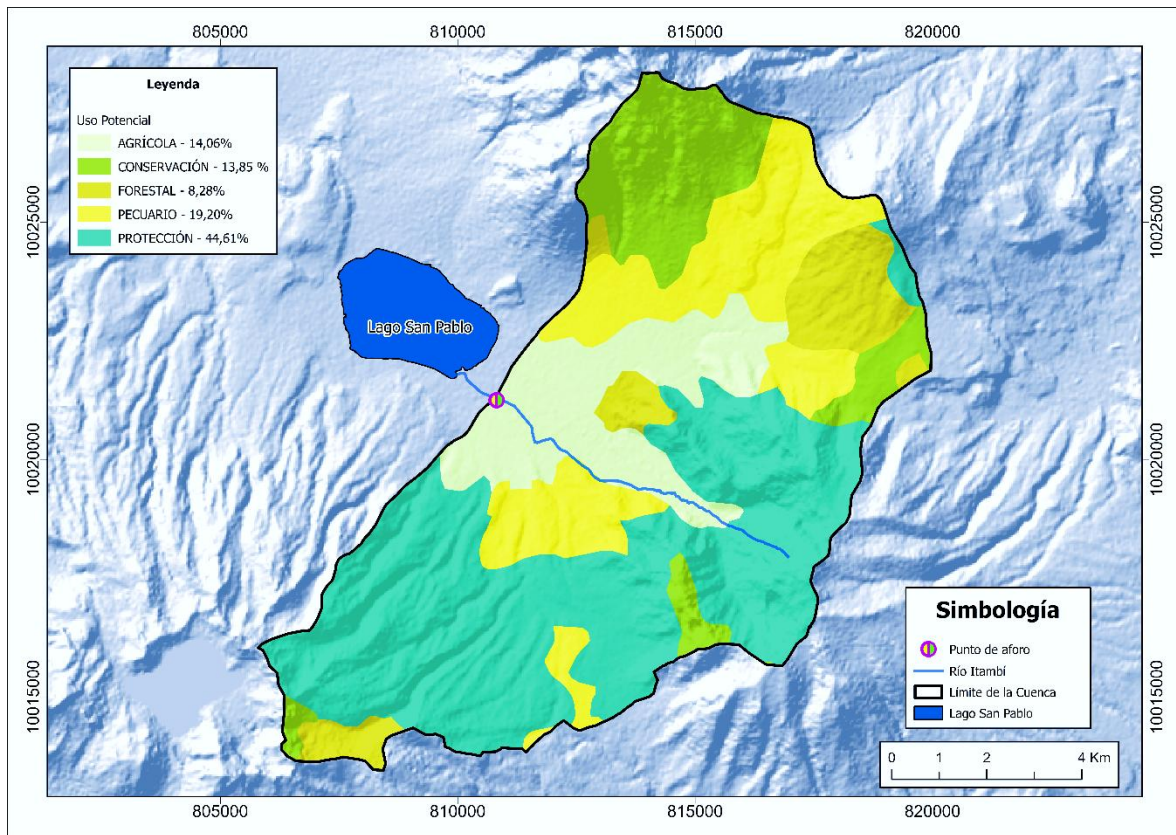 805000
810000
815000
820000
Leyenda
Uso Potencial
AGRÍCOLA - 14,06%
CONSERVACIÓN - 13,85 %
FORESTAL - 8,28%
PECUARIO - 19,20%
PROTECCIÓN - 44,61%
10025000
10025000
Lago San Pablo
10020000
10020000
Simbología
Punto de aforo
Río Itambí
Límite de la Cuenca
Lago San Pablo
10015000
10015000
0 1 2 4 Km
805000
810000
815000
820000